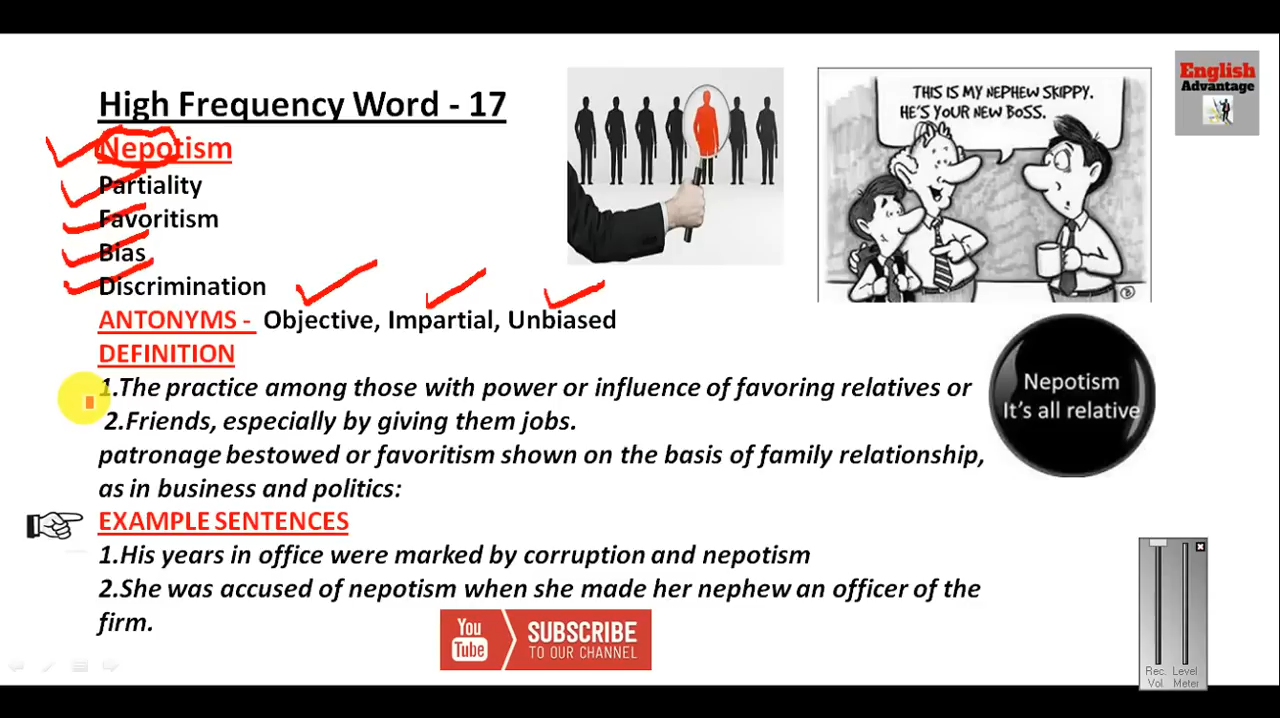 High Frequency Word - 17
Nepotism
Partiality
Favoritism
Bias
Discrimination
ANTONYMS - Objective, Impartial, Unbiased
DEFINITION
1.The practice among those with power or influence of favoring relatives or
2.Friends, especially by giving them jobs.
patronage bestowed or favoritism shown on the basis of family relationship,
as in business and politics:
EXAMPLE SENTENCES
1.His years in office were marked by corruption and nepotism
2.She was accused of nepotism when she made her nephew an officer of the
firm.
THIS IS MY NEPHEW SKIPPY.
HE'S YOUR NEW BOSS.
B
English
Advantage
Nepotism
It's all relative
You
Tube
SUBSCRIBE
TO OUR CHANNEL
Rec. Level
Vol Meter